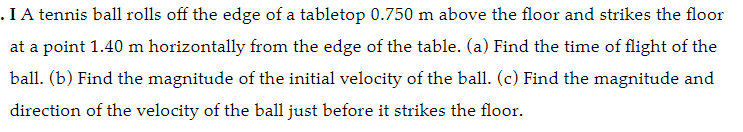 . I A tennis ball rolls off the edge of a tabletop 0.750 m above the floor and strikes the floor
at a point 1.40 m horizontally from the edge of the table. (a) Find the time of flight of the
ball. (b) Find the magnitude of the initial velocity of the ball. (c) Find the magnitude and
direction of the velocity of the ball just before it strikes the floor.